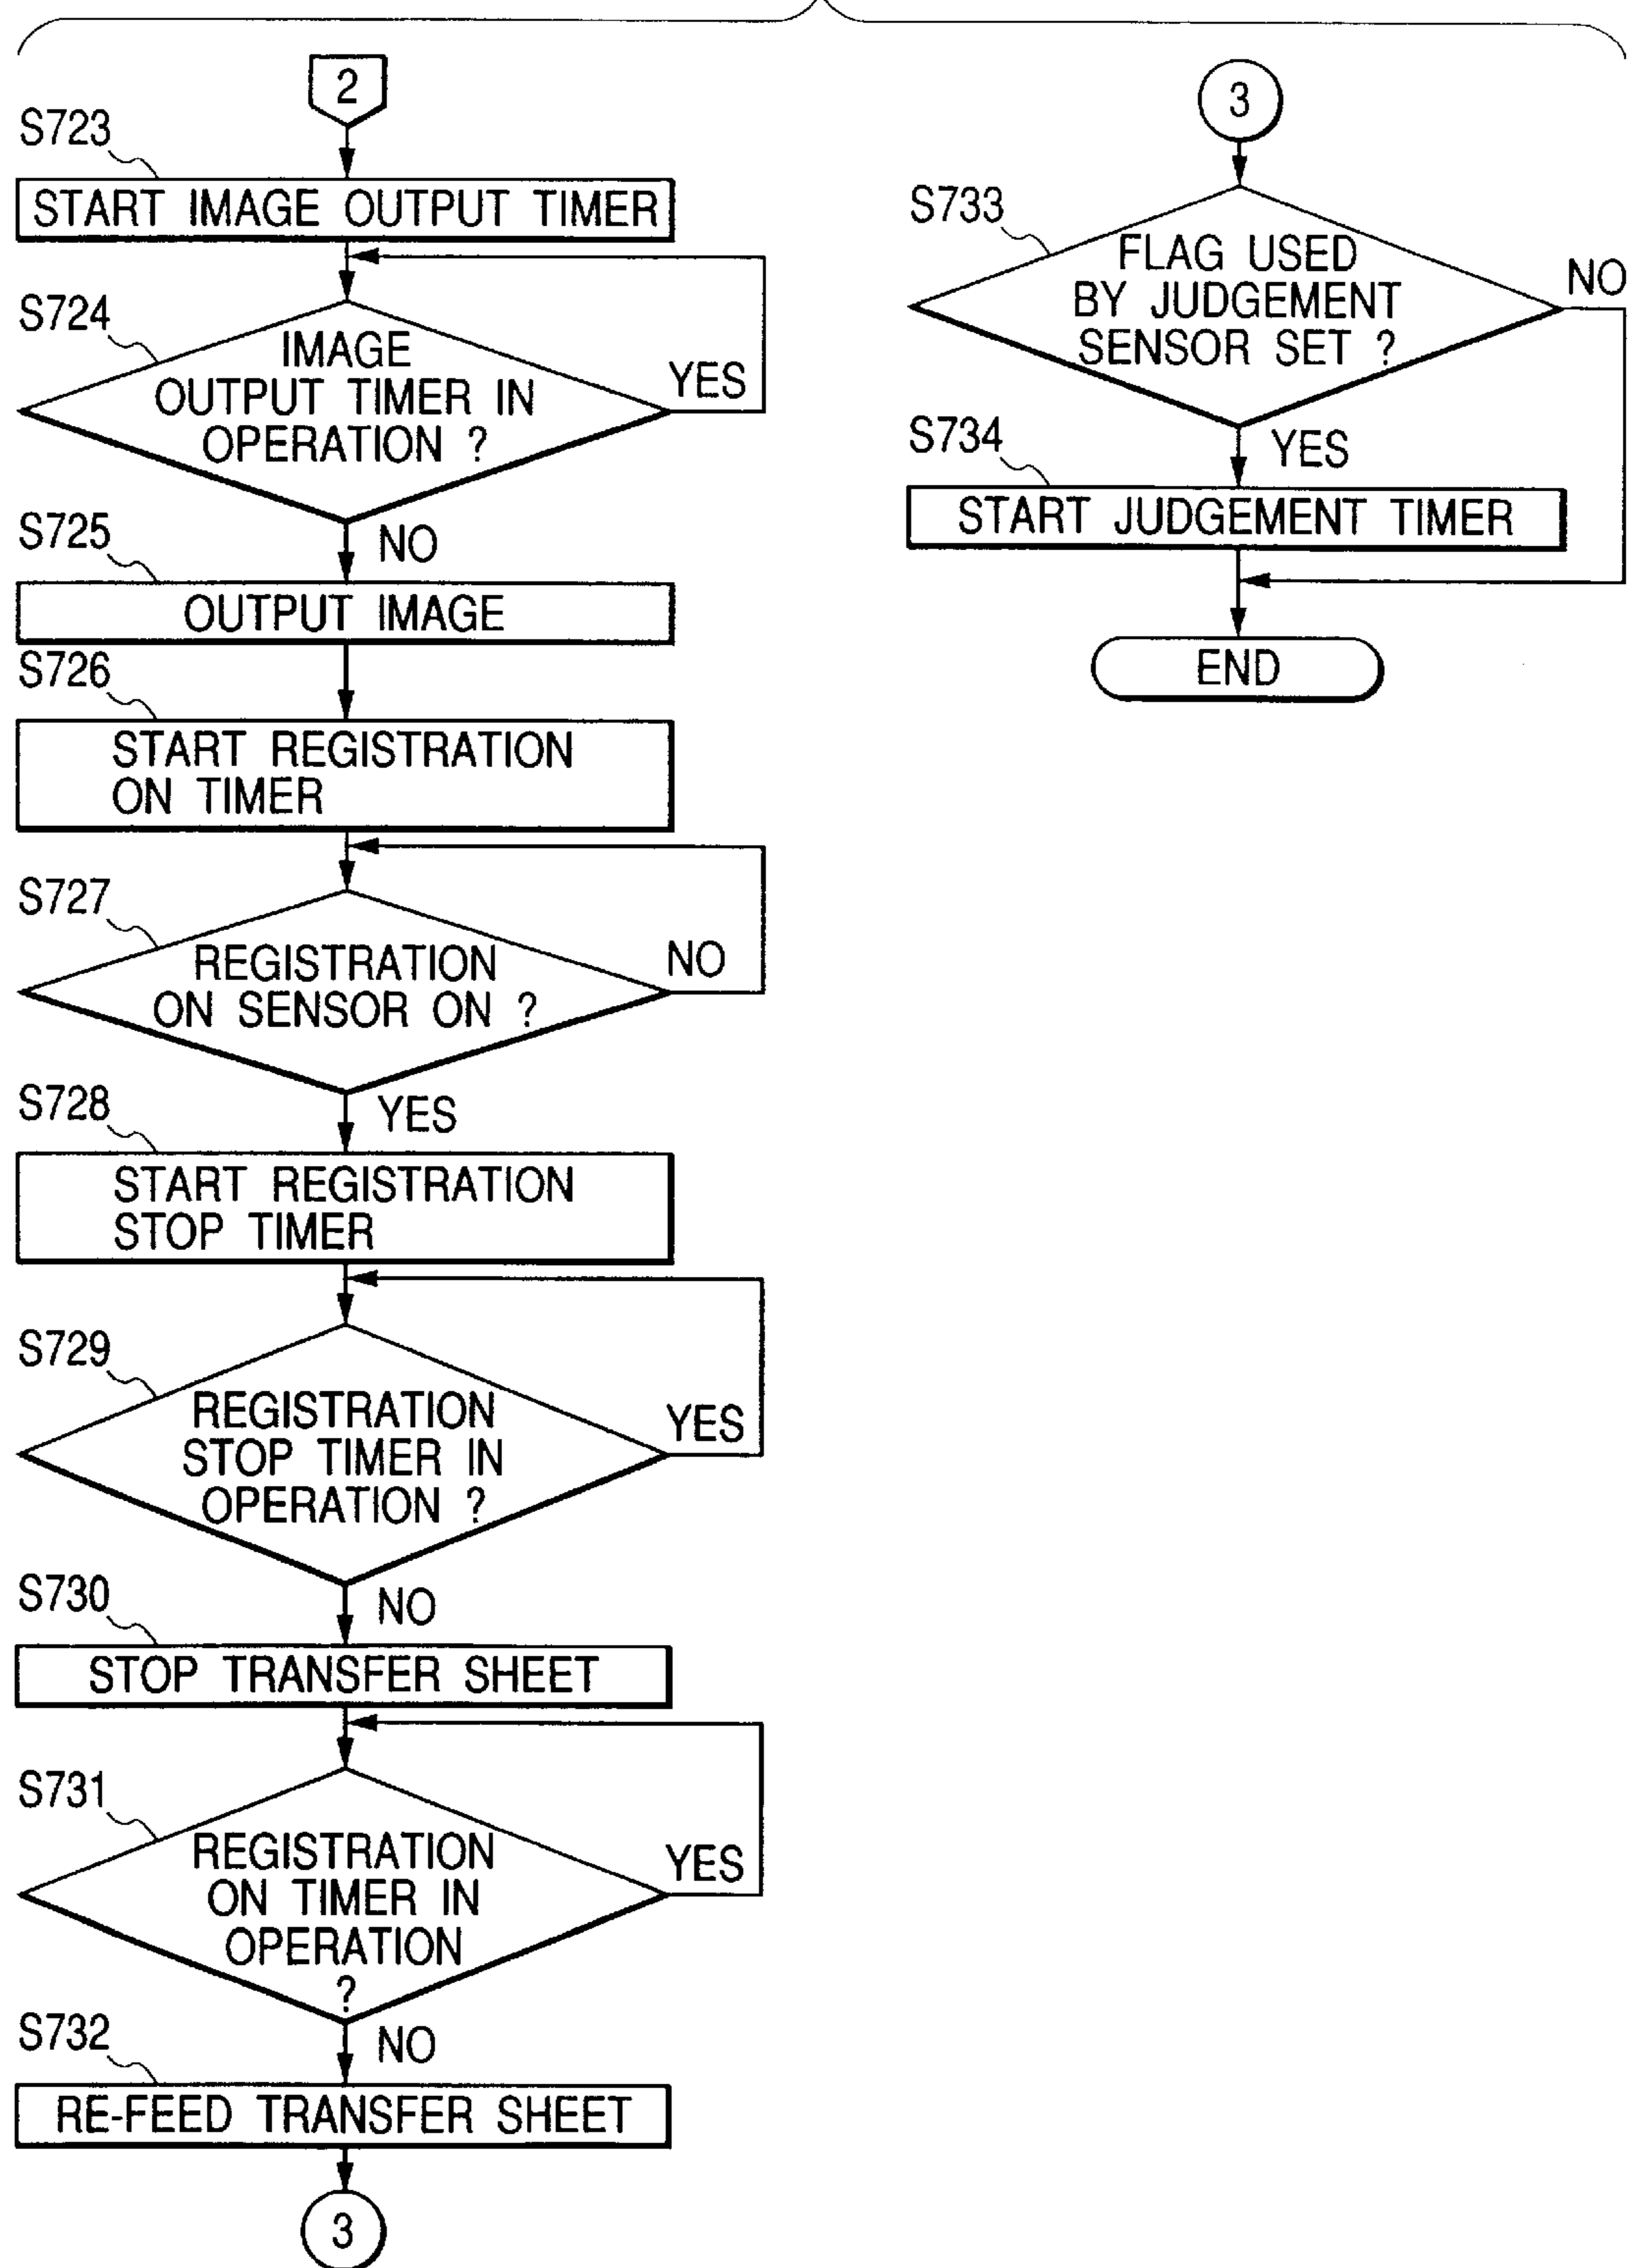 2
S723
START IMAGE OUTPUT TIMER
S724
IMAGE
OUTPUT TIMER IN
OPERATION ?
YES
NO
S725
OUTPUT IMAGE
S726
START REGISTRATION
ON TIMER
S727
REGISTRATION
ON SENSOR ON ?
NO
YES
S728
START REGISTRATION
STOP TIMER
S729
REGISTRATION
STOP TIMER IN
OPERATION ?
YES
NO
S730
STOP TRANSFER SHEET
S731
REGISTRATION
ON TIMER IN
OPERATION
?
YES
NO
S732
RE-FEED TRANSFER SHEET
3
3
S733
FLAG USED
BY JUDGEMENT
SENSOR SET ?
NO
YES
S734
START JUDGEMENT TIMER
END